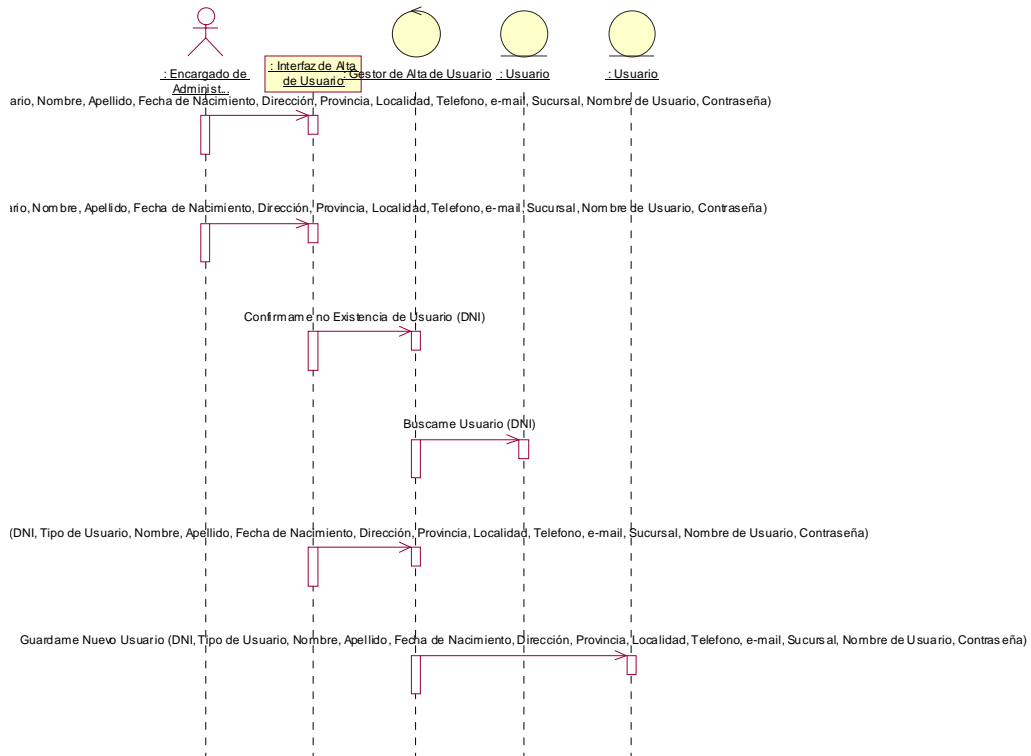 : Encargado de
Administ...
: Interfaz de Alta
de Usuario
: Gestor de Alta de Usuario
: Usuario
: Usuario
ario, Nombre, Apellido, Fecha de Nacimiento, Dirección, Provincia, Localidad, Telefono, e-mail, Sucursal, Nombre de Usuario, Contraseña)
ario, Nombre, Apellido, Fecha de Nacimiento, Dirección, Provincia, Localidad, Telefono, e-mail, Sucursal, Nombre de Usuario, Contraseña)
Confirmame no Existencia de Usuario (DNI)
Buscame Usuario (DNI)
(DNI, Tipo de Usuario, Nombre, Apellido, Fecha de Nacimiento, Dirección, Provincia, Localidad, Telefono, e-mail, Sucursal, Nombre de Usuario, Contraseña)
Guardame Nuevo Usuario (DNI, Tipo de Usuario, Nombre, Apellido, Fecha de Nacimiento, Dirección, Provincia, Localidad, Telefono, e-mail, Sucursal, Nombre de Usuario, Contraseña)